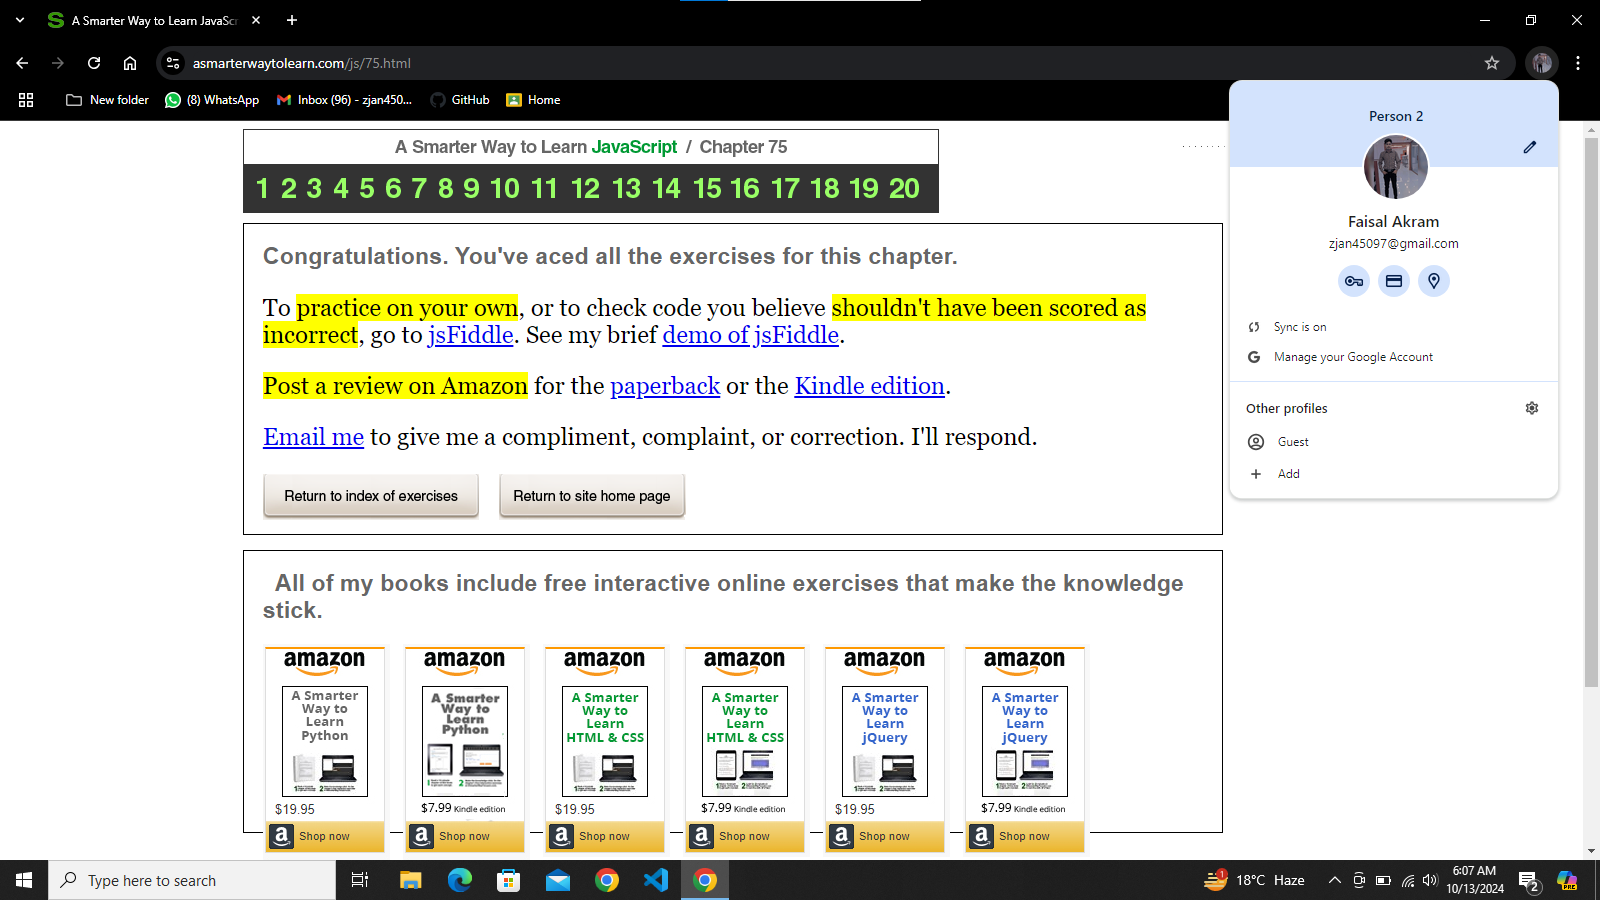 A Smarter Way to Learn JavaSc
asmarterwaytolearn.com/js/75.html
New folder
(8) WhatsApp
Inbox (96) - zjan450...
GitHub
Home
A Smarter Way to Learn JavaScript / Chapter 75
1 2 3 4 5 6 7 8 9 10 11 12 13 14 15 16 17 18 19 20
Congratulations. You've aced all the exercises for this chapter.
To practice on your own, or to check code you believe shouldn't have been scored as
incorrect, go to jsFiddle. See my brief demo of jsFiddle.
Post a review on Amazon for the paperback or the Kindle edition.
Email me to give me a compliment, complaint, or correction. I'll respond.
Return to index of exercises
Return to site home page
All of my books include free interactive online exercises that make the knowledge
stick.
amazon
A Smarter
Way to
Learn
Python
$19.95
a Shop now
amazon
A Smarter
Way to
Learn
Python
$7.99 Kindle edition
a Shop now
amazon
A Smarter
Way to
Learn
HTML & CSS
$19.95
a Shop now
amazon
A Smarter
Way to
Learn
HTML & CSS
$7.99 Kindle edition
a Shop now
amazon
A Smarter
Way to
Learn
jQuery
$19.95
a Shop now
amazon
A Smarter
Way to
Learn
jQuery
$7.99 Kindle edition
a Shop now
Person 2
Faisal Akram
zjan45097@gmail.com
Sync is on
Manage your Google Account
Other profiles
Guest
Add
Type here to search
1
18°C Haze
6:07 AM
10/13/2024
2
PRE